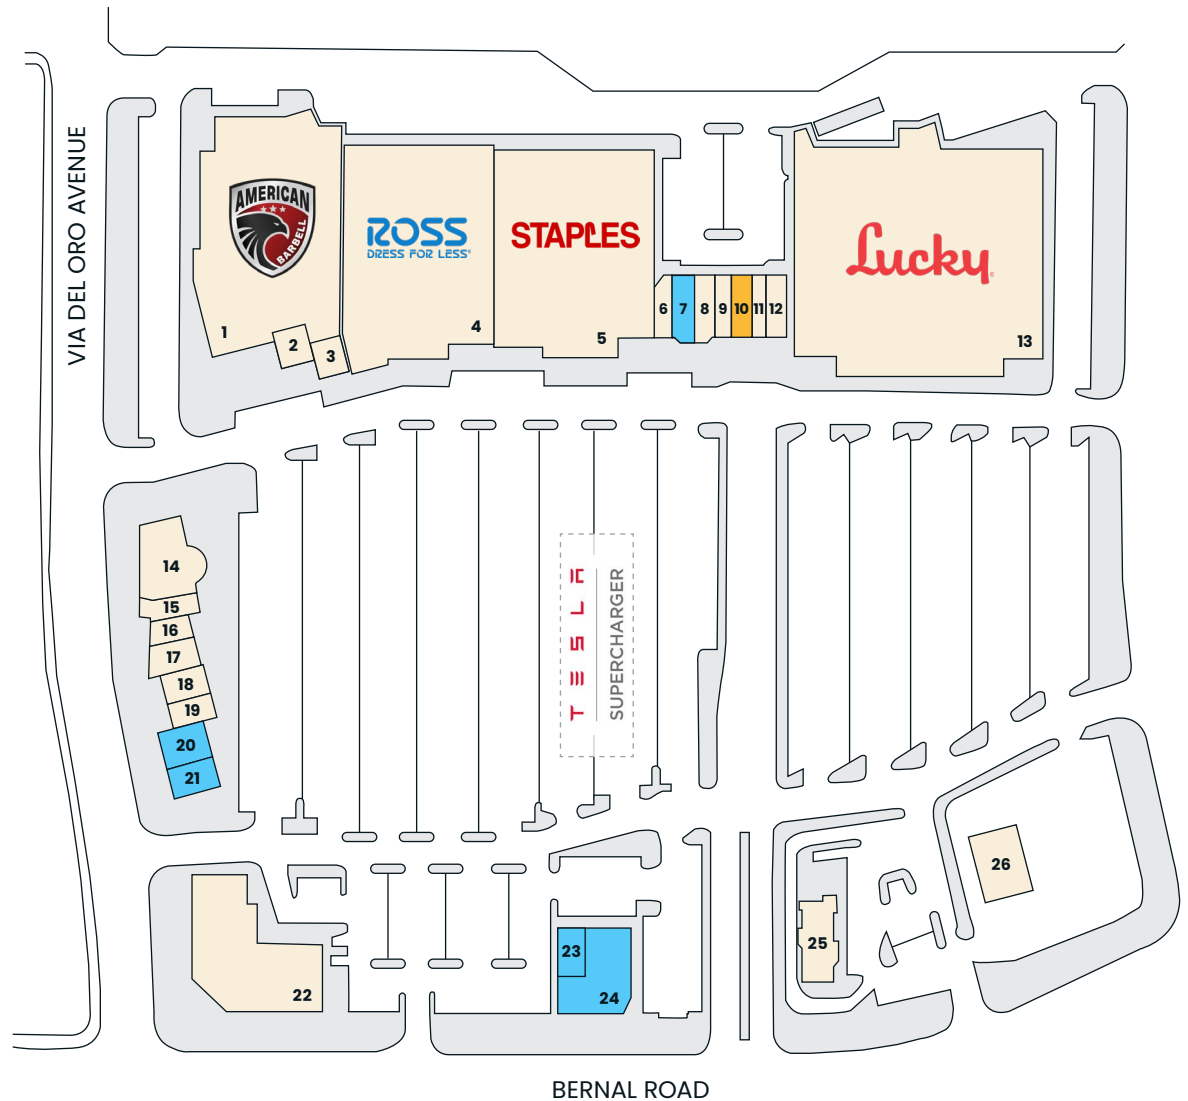 VIA DEL ORO AVENUE
AMERICAN
BARBELL
ROSS
DRESS FOR LESS®
STAPLES
Lucky®
1
2
3
4
5
6
7
8
9
10
11
12
13
14
15
16
17
18
19
20
21
TESLA
SUPERCHARGER
22
23
24
25
26
BERNAL ROAD